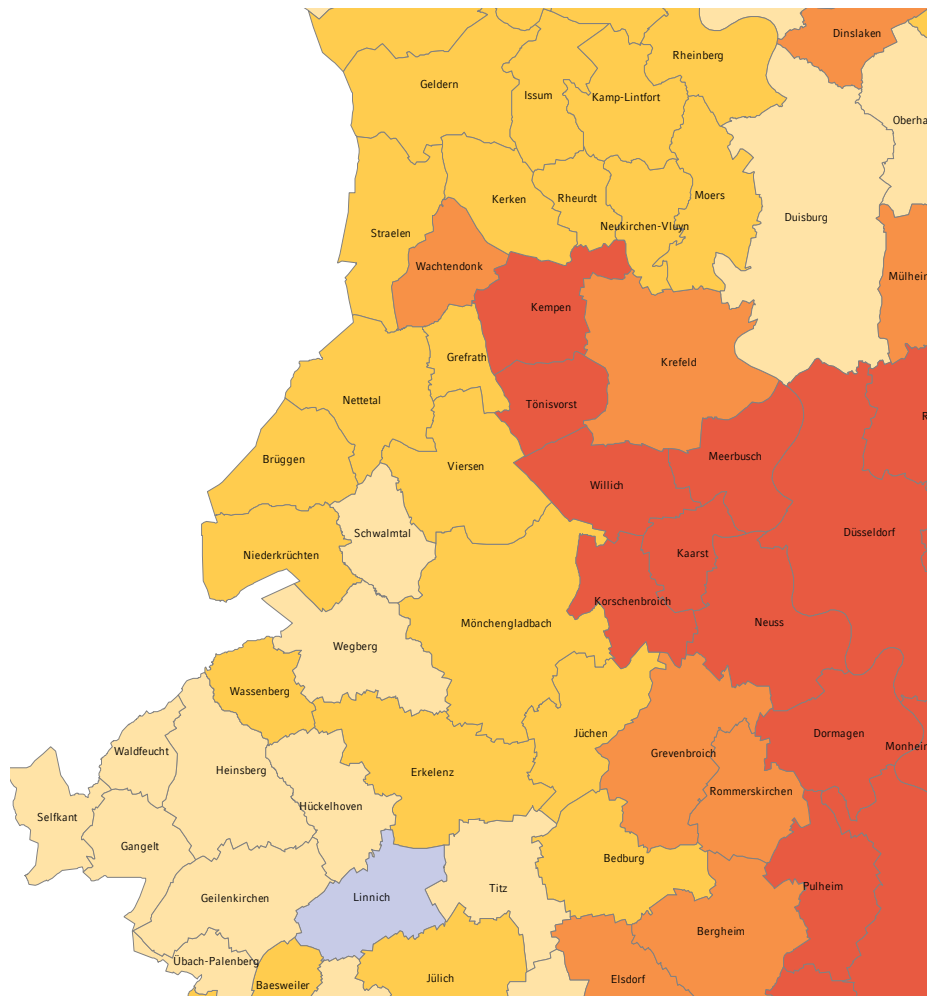 Dinslaken
Rheinberg
Geldern
Issum
Kamp-Lintfort
Oberha
Kerken
Rheurdt
Moers
Duisburg
Straelen
Neukirchen-Vluyn
Wachtendonk
Mülheim
Kempen
Grefrath
Krefeld
Nettetal
Tönisvorst
R
Brüggen
Viersen
Meerbusch
Willich
Schwalmtal
Düsseldorf
Niederkrüchten
Kaarst
Korschenbroich
Mönchengladbach
Neuss
Wegberg
Wassenberg
Jüchen
Dormagen
Waldfeucht
Grevenbroich
Monheim
Heinsberg
Erkelenz
Rommerskirchen
Hückelhoven
Selfkant
Gangelt
Bedburg
Titz
Pulheim
Geilenkirchen
Linnich
Bergheim
Übach-Palenberg
Jülich
Elsdorf
Baesweiler